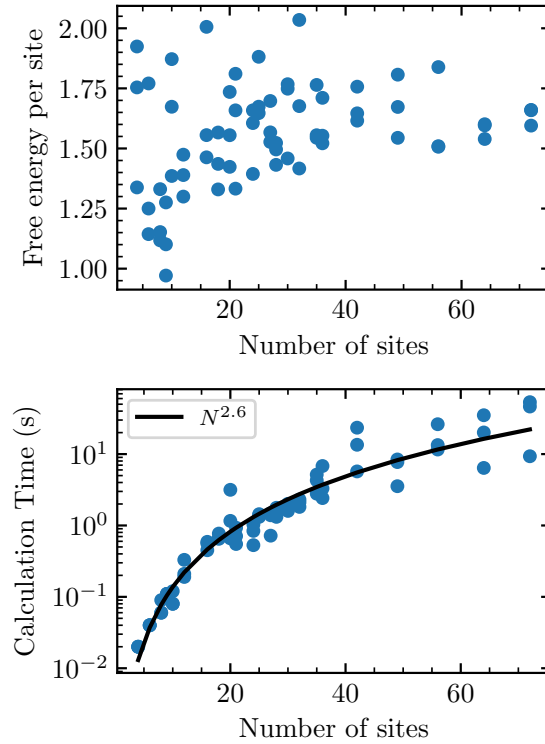 2.00
1.75
1.50
1.25
1.00
Free energy per site
20 40 60
Number of sites
N^{2.6}
10^1
10^0
10^{-1}
10^{-2}
Calculation Time (s)
20 40 60
Number of sites